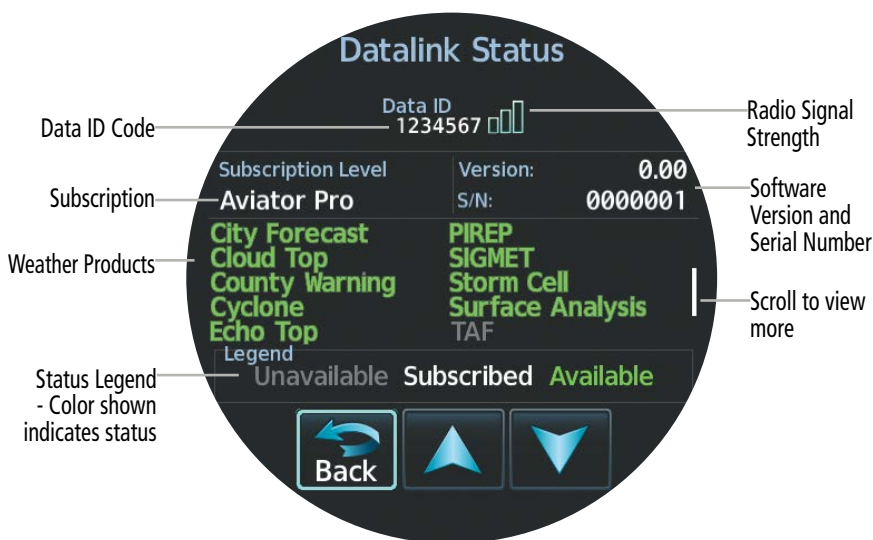 Datalink Status
Data ID
1234567
Data ID Code
Radio Signal
Strength
Subscription Level
Aviator Pro
Version: 0.00
S/N: 0000001
Subscription
Software
Version and
Serial Number
Weather Products
City Forecast
Cloud Top
County Warning
Cyclone
Echo Top
PIREP
SIGMET
Storm Cell
Surface Analysis
TAF
Scroll to view
more
Legend
Unavailable Subscribed Available
Status Legend
- Color shown
indicates status
Back